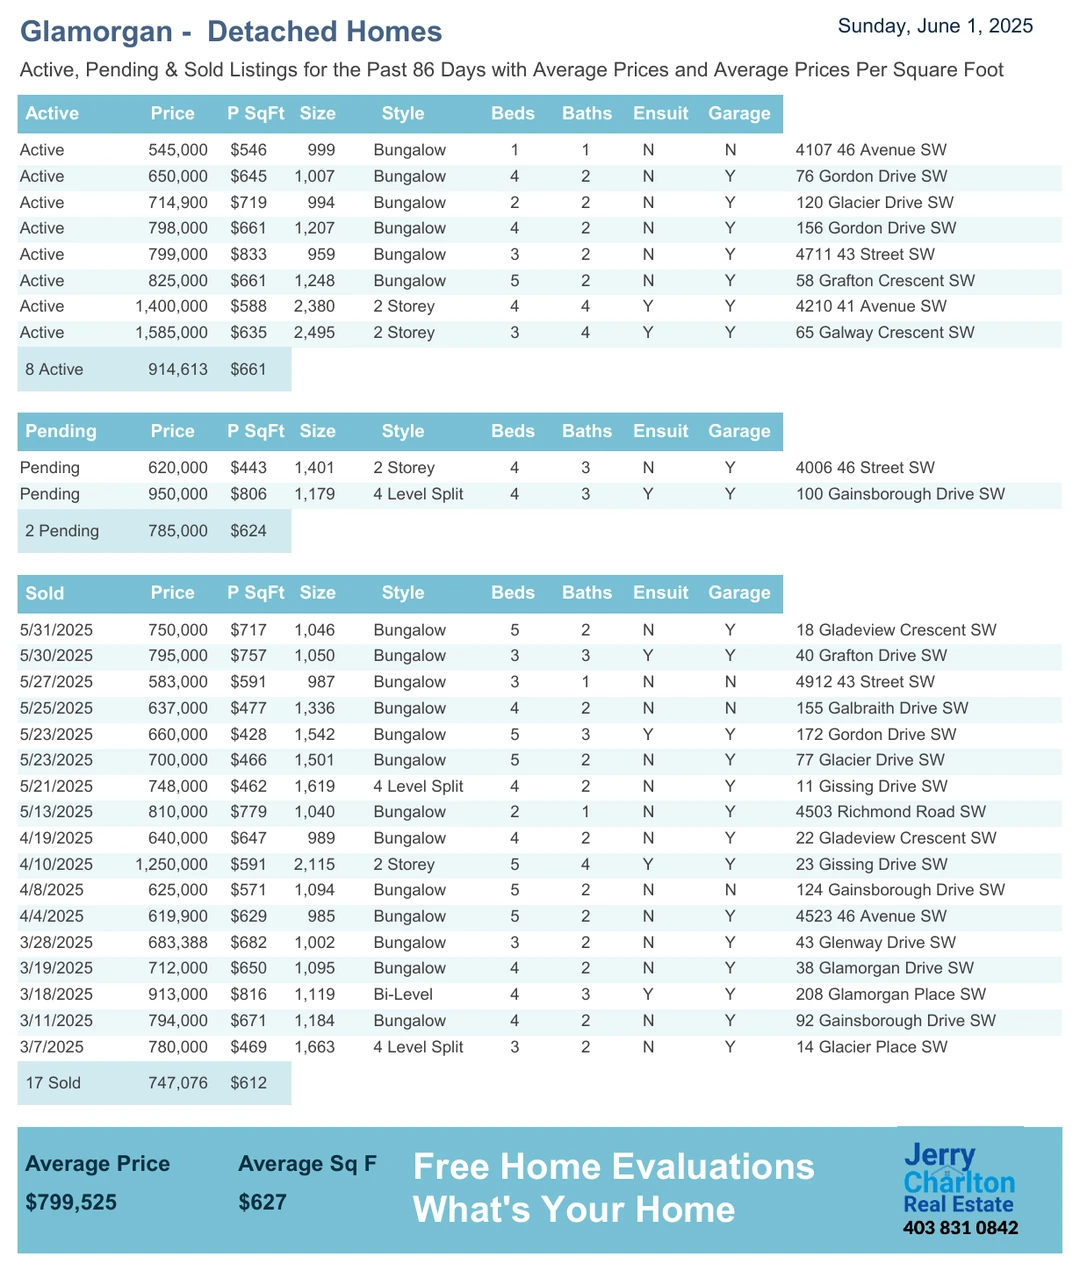 Glamorgan - Detached Homes
Sunday, June 1, 2025
Active, Pending & Sold Listings for the Past 86 Days with Average Prices and Average Prices Per Square Foot
Active Price P SqFt Size Style Beds Baths Ensuit Garage
Active 545,000 $546 999 Bungalow 1 1 N N 4107 46 Avenue SW
Active 650,000 $645 1,007 Bungalow 4 2 N Y 76 Gordon Drive SW
Active 714,900 $719 994 Bungalow 2 2 N Y 120 Glacier Drive SW
Active 798,000 $661 1,207 Bungalow 4 2 N Y 156 Gordon Drive SW
Active 799,000 $833 959 Bungalow 3 2 N Y 4711 43 Street SW
Active 825,000 $661 1,248 Bungalow 5 2 N Y 58 Grafton Crescent SW
Active 1,400,000 $588 2,380 2 Storey 4 4 Y Y 4210 41 Avenue SW
Active 1,585,000 $635 2,495 2 Storey 3 4 Y Y 65 Galway Crescent SW
8 Active 914,613 $661
Pending Price P SqFt Size Style Beds Baths Ensuit Garage
Pending 620,000 $443 1,401 2 Storey 4 3 N Y 4006 46 Street SW
Pending 950,000 $806 1,179 4 Level Split 4 3 Y Y 100 Gainsborough Drive SW
2 Pending 785,000 $624
Sold Price P SqFt Size Style Beds Baths Ensuit Garage
5/31/2025 750,000 $717 1,046 Bungalow 5 2 N Y 18 Gladeview Crescent SW
5/30/2025 795,000 $757 1,050 Bungalow 3 3 Y Y 40 Grafton Drive SW
5/27/2025 583,000 $591 987 Bungalow 3 1 N N 4912 43 Street SW
5/25/2025 637,000 $477 1,336 Bungalow 4 2 N N 155 Galbraith Drive SW
5/23/2025 660,000 $428 1,542 Bungalow 5 3 Y Y 172 Gordon Drive SW
5/23/2025 700,000 $466 1,501 Bungalow 5 2 N Y 77 Glacier Drive SW
5/21/2025 748,000 $462 1,619 4 Level Split 4 2 N Y 11 Gissing Drive SW
5/13/2025 810,000 $779 1,040 Bungalow 2 1 N Y 4503 Richmond Road SW
4/19/2025 640,000 $647 989 Bungalow 4 2 N Y 22 Gladeview Crescent SW
4/10/2025 1,250,000 $591 2,115 2 Storey 5 4 Y Y 23 Gissing Drive SW
4/8/2025 625,000 $571 1,094 Bungalow 5 2 N N 124 Gainsborough Drive SW
4/4/2025 619,900 $629 985 Bungalow 5 2 N Y 4523 46 Avenue SW
3/28/2025 683,388 $682 1,002 Bungalow 3 2 N Y 43 Glenway Drive SW
3/19/2025 712,000 $650 1,095 Bungalow 4 2 N Y 38 Glamorgan Drive SW
3/18/2025 913,000 $816 1,119 Bi-Level 4 3 Y Y 208 Glamorgan Place SW
3/11/2025 794,000 $671 1,184 Bungalow 4 2 N Y 92 Gainsborough Drive SW
3/7/2025 780,000 $469 1,663 4 Level Split 3 2 N Y 14 Glacier Place SW
17 Sold 747,076 $612
Average Price Average Sq F
$799,525 $627
Free Home Evaluations
What's Your Home
Jerry
Charlton
Real Estate
403 831 0842